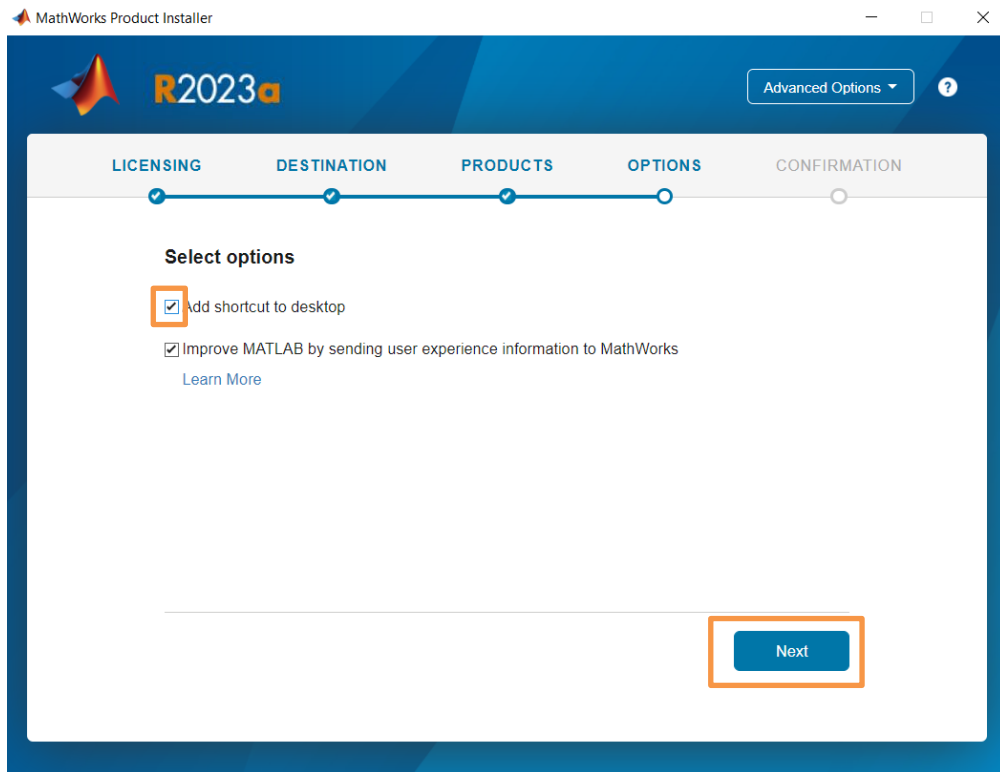 MathWorks Product Installer
R2023a
Advanced Options
?
LICENSING DESTINATION PRODUCTS OPTIONS CONFIRMATION
Select options
Add shortcut to desktop
Improve MATLAB by sending user experience information to MathWorks
Learn More
Next